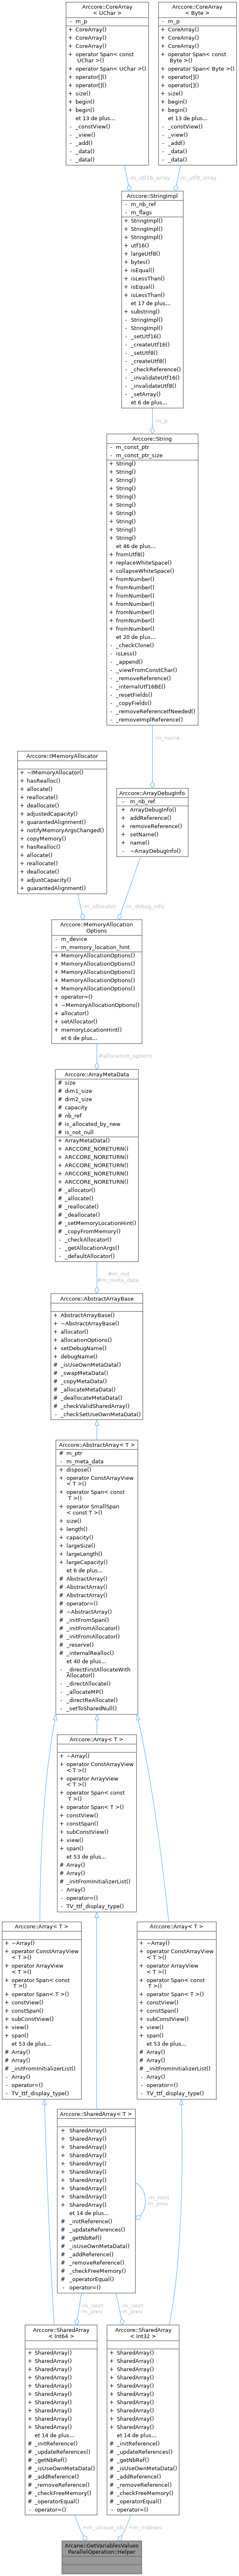 Arccore::CoreArray
< UChar >
- m_p
+ CoreArray()
+ CoreArray()
+ CoreArray()
+ operator Span< const
UChar >()
+ operator Span< UChar >()
+ operator[]()
+ operator[]()
+ size()
+ begin()
+ begin()
et 13 de plus...
- _constView()
- _view()
- _add()
- _data()
- _data()
Arccore::CoreArray
< Byte >
- m_p
+ CoreArray()
+ CoreArray()
+ CoreArray()
+ operator Span< const
Byte >()
+ operator Span< Byte >()
+ operator[]()
+ operator[]()
+ size()
+ begin()
+ begin()
et 13 de plus...
- _constView()
- _view()
- _add()
- _data()
- _data()
-m_utf16_array
-m_utf8_array
Arccore::StringImpl
- m_nb_ref
- m_flags
+ StringImpl()
+ StringImpl()
+ StringImpl()
+ utf16()
+ largeUtf8()
+ bytes()
+ isEqual()
+ isLessThan()
+ isEqual()
+ isLessThan()
et 17 de plus...
+ substring()
- StringImpl()
- StringImpl()
- _setUtf16()
- _createUtf16()
- _setUtf8()
- _createUtf8()
- _checkReference()
- _invalidateUtf16()
- _invalidateUtf8()
- _setArray()
et 6 de plus...
-m_p
Arccore::String
- m_const_ptr
- m_const_ptr_size
+ String()
+ String()
+ String()
+ String()
+ String()
+ String()
+ String()
+ String()
+ String()
+ String()
et 46 de plus...
+ fromUtf8()
+ replaceWhiteSpace()
+ collapseWhiteSpace()
+ fromNumber()
+ fromNumber()
+ fromNumber()
+ fromNumber()
+ fromNumber()
+ fromNumber()
+ fromNumber()
et 20 de plus...
- _checkClone()
- isLess()
- _append()
- _viewFromConstChar()
- _removeReference()
- _internalUtf16BE()
- _resetFields()
- _copyFields()
- _removeReferenceIfNeeded()
- _removeImplReference()
-m_name
Arccore::IMemoryAllocator
+ ~IMemoryAllocator()
+ hasRealloc()
+ allocate()
+ reallocate()
+ deallocate()
+ adjustedCapacity()
+ guarantedAlignment()
+ notifyMemoryArgsChanged()
+ copyMemory()
+ hasRealloc()
+ allocate()
+ reallocate()
+ deallocate()
+ adjustCapacity()
+ guarantedAlignment()
Arccore::ArrayDebugInfo
- m_nb_ref
+ ArrayDebugInfo()
+ addReference()
+ removeReference()
+ setName()
+ name()
- ~ArrayDebugInfo()
-m_allocator
-m_debug_info
Arccore::MemoryAllocation
Options
- m_device
- m_memory_location_hint
+ MemoryAllocationOptions()
+ MemoryAllocationOptions()
+ MemoryAllocationOptions()
+ MemoryAllocationOptions()
+ MemoryAllocationOptions()
+ operator=()
+ ~MemoryAllocationOptions()
+ allocator()
+ setAllocator()
+ memoryLocationHint()
et 6 de plus...
#allocation_options
Arccore::ArrayMetaData
# size
# dim1_size
# dim2_size
# capacity
# nb_ref
# is_allocated_by_new
# is_not_null
+ ArrayMetaData()
+ ARCCORE_NORETURN()
+ ARCCORE_NORETURN()
+ ARCCORE_NORETURN()
+ ARCCORE_NORETURN()
+ ARCCORE_NORETURN()
# _allocator()
# _allocate()
# _reallocate()
# _deallocate()
# _setMemoryLocationHint()
# _copyFromMemory()
- _checkAllocator()
- _getAllocationArgs()
- _defaultAllocator()
#m_md
#m_meta_data
Arccore::AbstractArrayBase
+ AbstractArrayBase()
+ ~AbstractArrayBase()
+ allocator()
+ allocationOptions()
+ setDebugName()
+ debugName()
# _isUseOwnMetaData()
# _swapMetaData()
# _copyMetaData()
# _allocateMetaData()
# _deallocateMetaData()
# _checkValidSharedArray()
- _checkSetUseOwnMetaData()
Arccore::AbstractArray< T >
# m_ptr
- m_meta_data
+ dispose()
+ operator ConstArrayView
< T >()
+ operator Span< const
T >()
+ operator SmallSpan
< const T >()
+ size()
+ length()
+ capacity()
+ largeSize()
+ largeLength()
+ largeCapacity()
et 6 de plus...
# AbstractArray()
# AbstractArray()
# AbstractArray()
# operator=()
# ~AbstractArray()
# _initFromSpan()
# _initFromAllocator()
# _initFromAllocator()
# _reserve()
# _internalRealloc()
et 40 de plus...
- _directFirstAllocateWith
Allocator()
- _directAllocate()
- _allocateMP()
- _directReAllocate()
- _setToSharedNull()
Arccore::Array< T >
+ ~Array()
+ operator ConstArrayView
< T >()
+ operator ArrayView
< T >()
+ operator Span< const
T >()
+ operator Span< T >()
+ constView()
+ constSpan()
+ subConstView()
+ view()
+ span()
et 53 de plus...
# Array()
# Array()
# _initFromInitializerList()
- Array()
- operator=()
- TV_ttf_display_type()
Arccore::Array< T >
+ ~Array()
+ operator ConstArrayView
< T >()
+ operator ArrayView
< T >()
+ operator Span< const
T >()
+ operator Span< T >()
+ constView()
+ constSpan()
+ subConstView()
+ view()
+ span()
et 53 de plus...
# Array()
# Array()
# _initFromInitializerList()
- Array()
- operator=()
- TV_ttf_display_type()
Arccore::Array< T >
+ ~Array()
+ operator ConstArrayView
< T >()
+ operator ArrayView
< T >()
+ operator Span< const
T >()
+ operator Span< T >()
+ constView()
+ constSpan()
+ subConstView()
+ view()
+ span()
et 53 de plus...
# Array()
# Array()
# _initFromInitializerList()
- Array()
- operator=()
- TV_ttf_display_type()
Arccore::SharedArray< T >
+ SharedArray()
+ SharedArray()
+ SharedArray()
+ SharedArray()
+ SharedArray()
+ SharedArray()
+ SharedArray()
+ SharedArray()
+ SharedArray()
+ SharedArray()
et 14 de plus...
# _initReference()
# _updateReferences()
# _getNbRef()
# _isUseOwnMetaData()
# _addReference()
# _removeReference()
# _checkFreeMemory()
# _operatorEqual()
- operator=()
-m_next
-m_prev
-m_next
-m_prev
-m_next
-m_prev
Arccore::SharedArray
< Int64 >
+ SharedArray()
+ SharedArray()
+ SharedArray()
+ SharedArray()
+ SharedArray()
+ SharedArray()
+ SharedArray()
+ SharedArray()
+ SharedArray()
+ SharedArray()
et 14 de plus...
# _initReference()
# _updateReferences()
# _getNbRef()
# _isUseOwnMetaData()
# _addReference()
# _removeReference()
# _checkFreeMemory()
# _operatorEqual()
- operator=()
Arccore::SharedArray
< Int32 >
+ SharedArray()
+ SharedArray()
+ SharedArray()
+ SharedArray()
+ SharedArray()
+ SharedArray()
+ SharedArray()
+ SharedArray()
+ SharedArray()
+ SharedArray()
et 14 de plus...
# _initReference()
# _updateReferences()
# _getNbRef()
# _isUseOwnMetaData()
# _addReference()
# _removeReference()
# _checkFreeMemory()
# _operatorEqual()
- operator=()
+m_unique_ids
+m_indexes
Arcane::GetVariablesValues
ParallelOperation::Helper